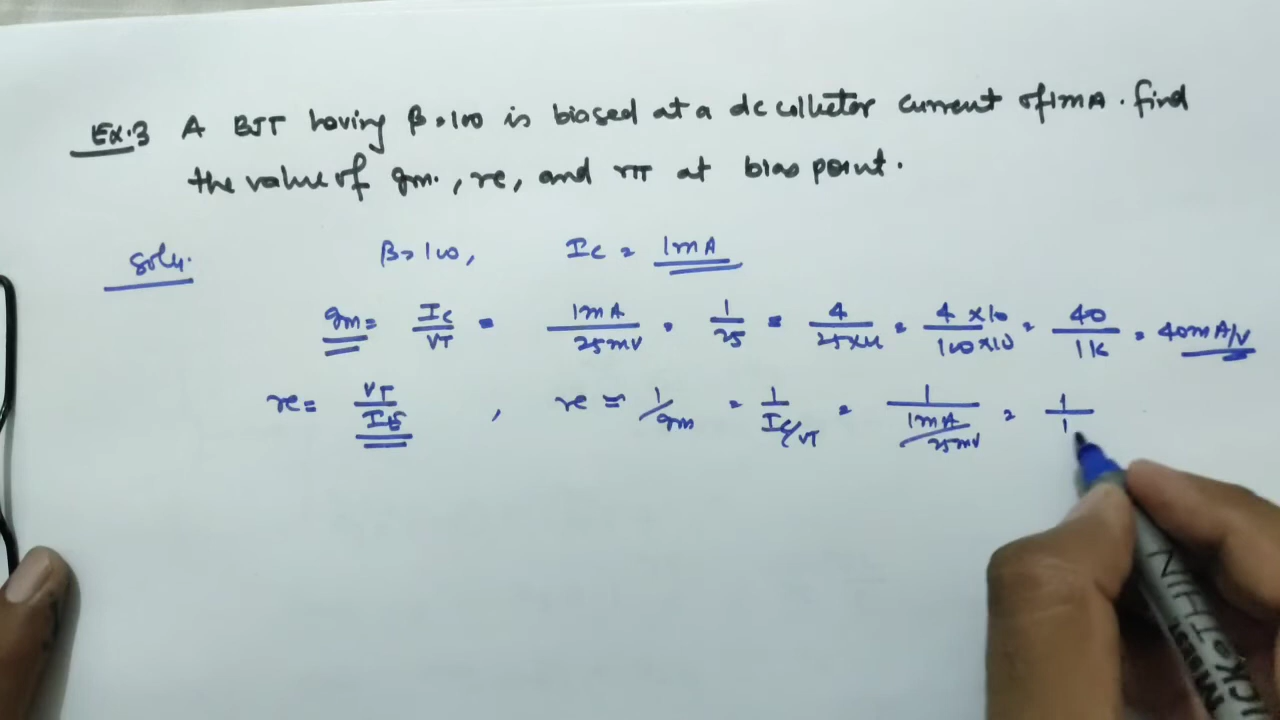 Ex.3 A BJT having β=100 is biased at a dc collector current of 1mA. find
the value of gm., re, and rπ at bias point.
Soln. β=100, Ic = 1mA
gm= Ic/VT = 1mA/25mV = 1/25 = 4/25×4 = 4×10/100×10 = 40/1K = 40mA/V
re= VT/IE , re ≅ 1/gm = 1/Ic/VT = 1/1mA/25mV = 1/1